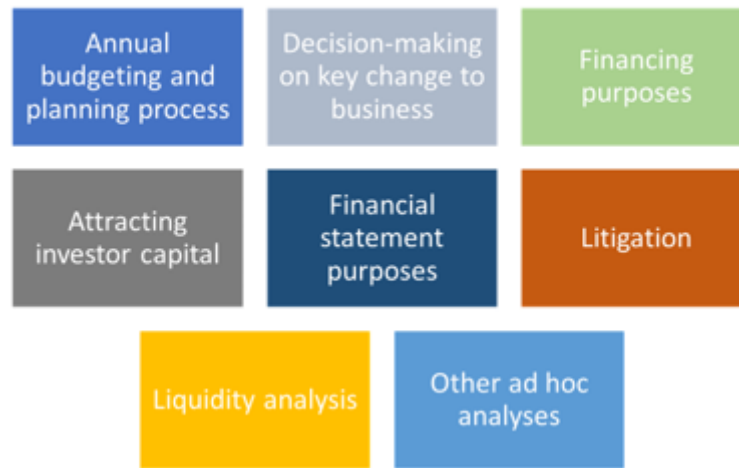 Annual
budgeting and
planning process
Decision-making
on key change to
business
Financing
purposes
Attracting
investor capital
Financial
statement
purposes
Litigation
Liquidity analysis
Other ad hoc
analyses